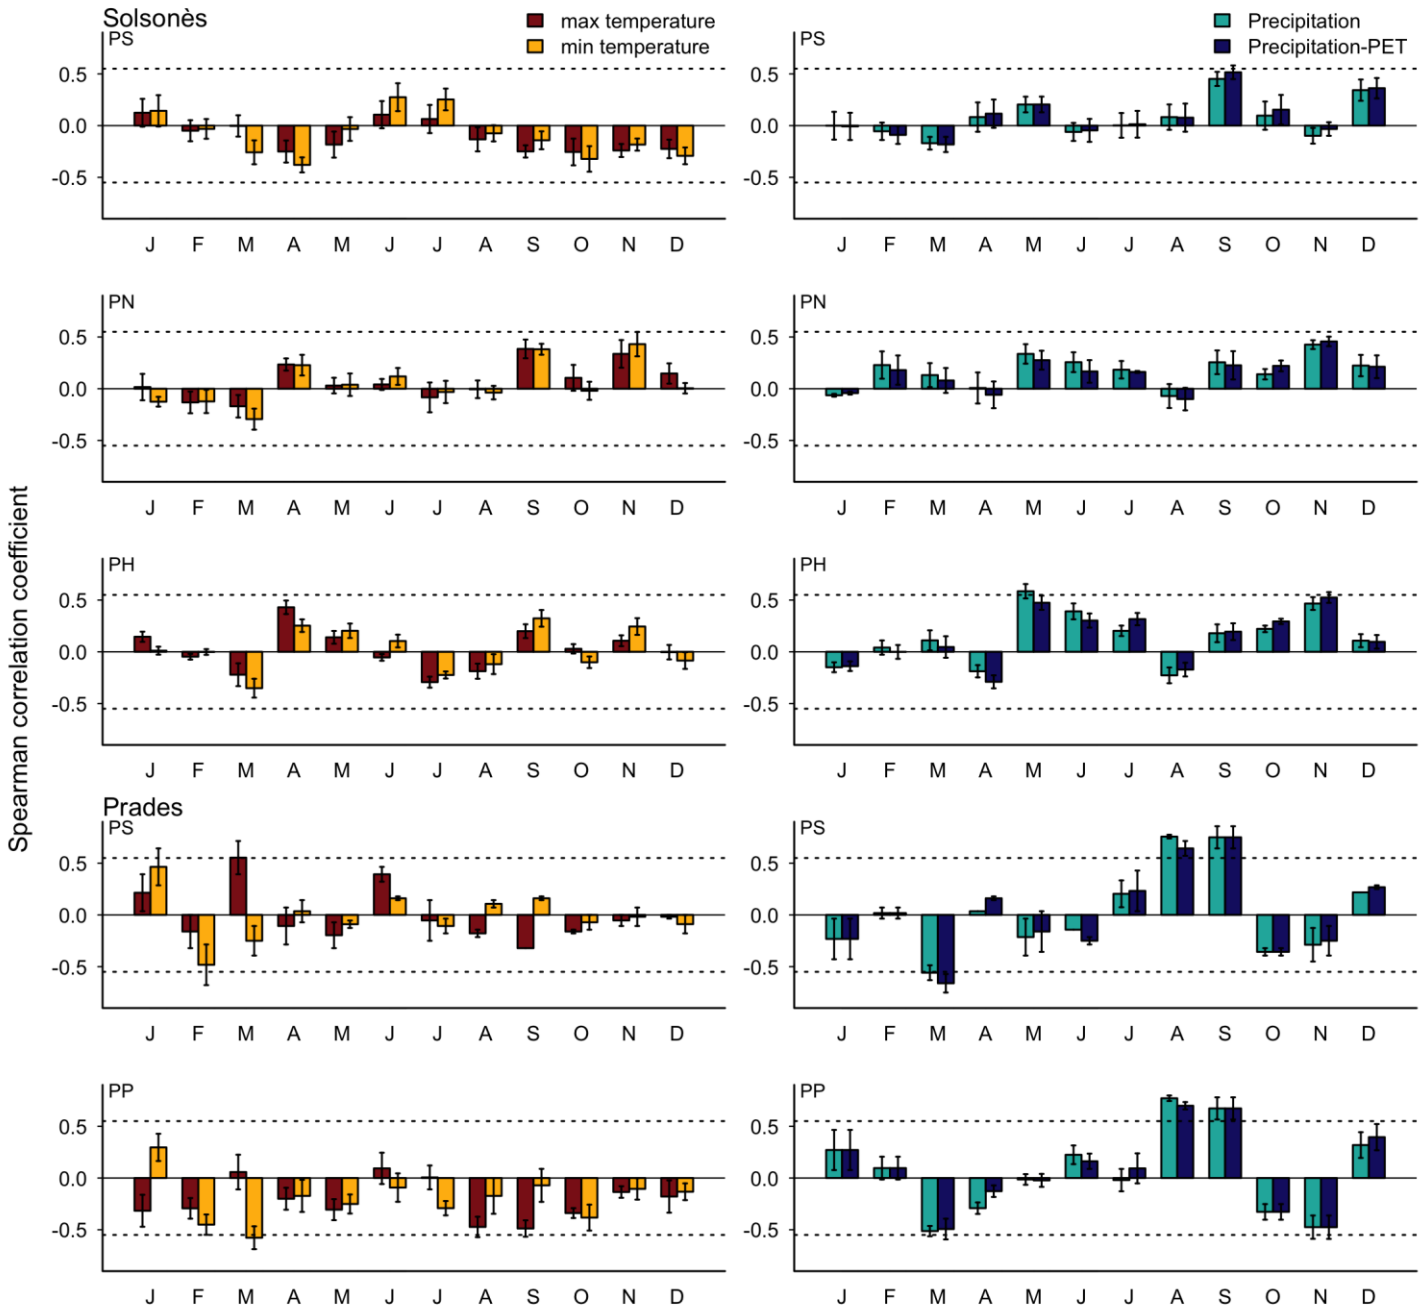 Spearman correlation coefficient
Solsonès
PS
max temperature
min temperature
0.5
0.0
-0.5
J F M A M J J A S O N D
PS
Precipitation
Precipitation-PET
0.5
0.0
-0.5
J F M A M J J A S O N D
PN
0.5
0.0
-0.5
J F M A M J J A S O N D
PN
0.5
0.0
-0.5
J F M A M J J A S O N D
PH
0.5
0.0
-0.5
J F M A M J J A S O N D
PH
0.5
0.0
-0.5
J F M A M J J A S O N D
Prades
PS
0.5
0.0
-0.5
J F M A M J J A S O N D
PS
0.5
0.0
-0.5
J F M A M J J A S O N D
PP
0.5
0.0
-0.5
J F M A M J J A S O N D
PP
0.5
0.0
-0.5
J F M A M J J A S O N D